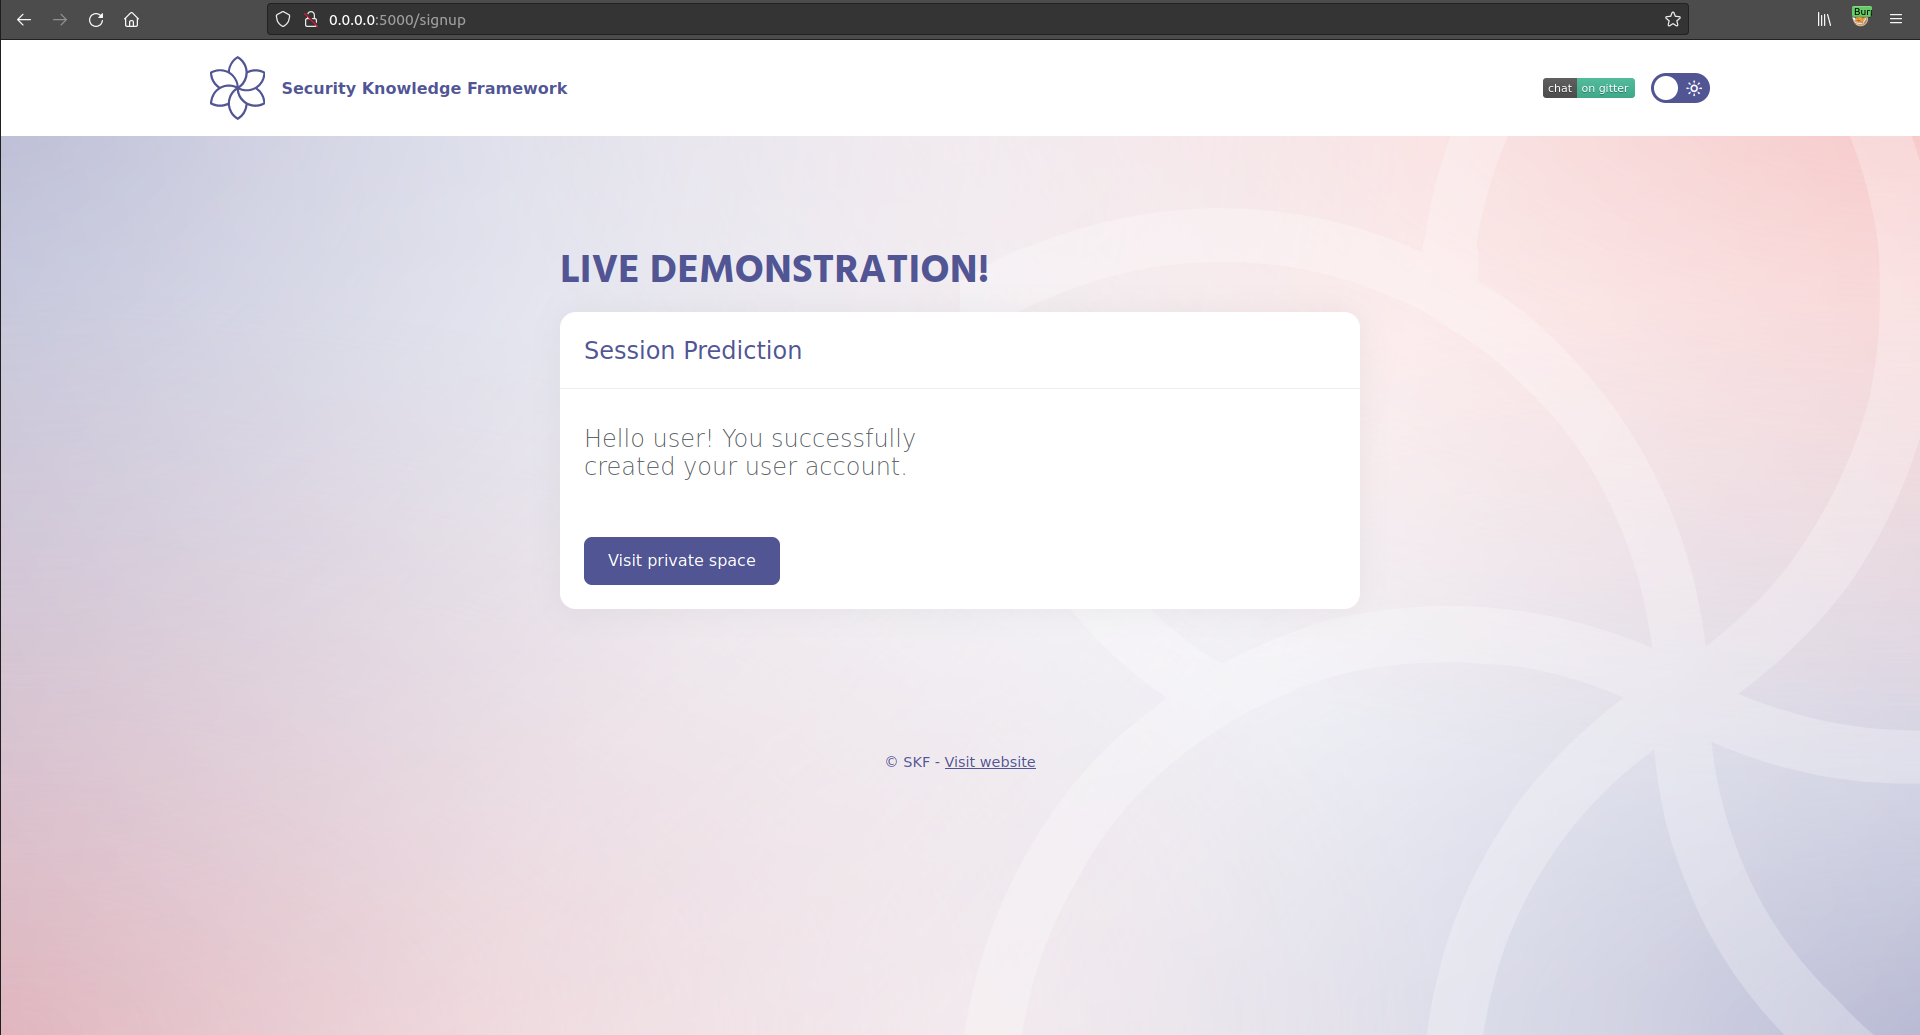 0.0.0.0:5000/signup
Bur
Security Knowledge Framework
chat on gitter
LIVE DEMONSTRATION!
Session Prediction
Hello user! You successfully
created your user account.
Visit private space
© SKF - Visit website